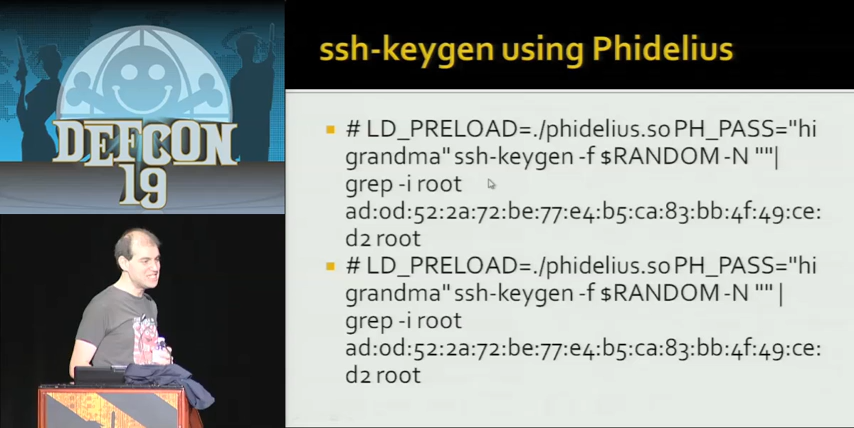 DEFCON
19
ssh-keygen using Phidelius
# LD_PRELOAD=./phidelius.so PH_PASS="hi
grandma" ssh-keygen -f $RANDOM -N ""|
grep -i root
ad:0d:52:2a:72:be:77:e4:b5:ca:83:bb:4f:49:ce:
d2 root
# LD_PRELOAD=./phidelius.so PH_PASS="hi
grandma" ssh-keygen -f $RANDOM -N "" |
grep -i root
ad:0d:52:2a:72:be:77:e4:b5:ca:83:bb:4f:49:ce:
d2 root